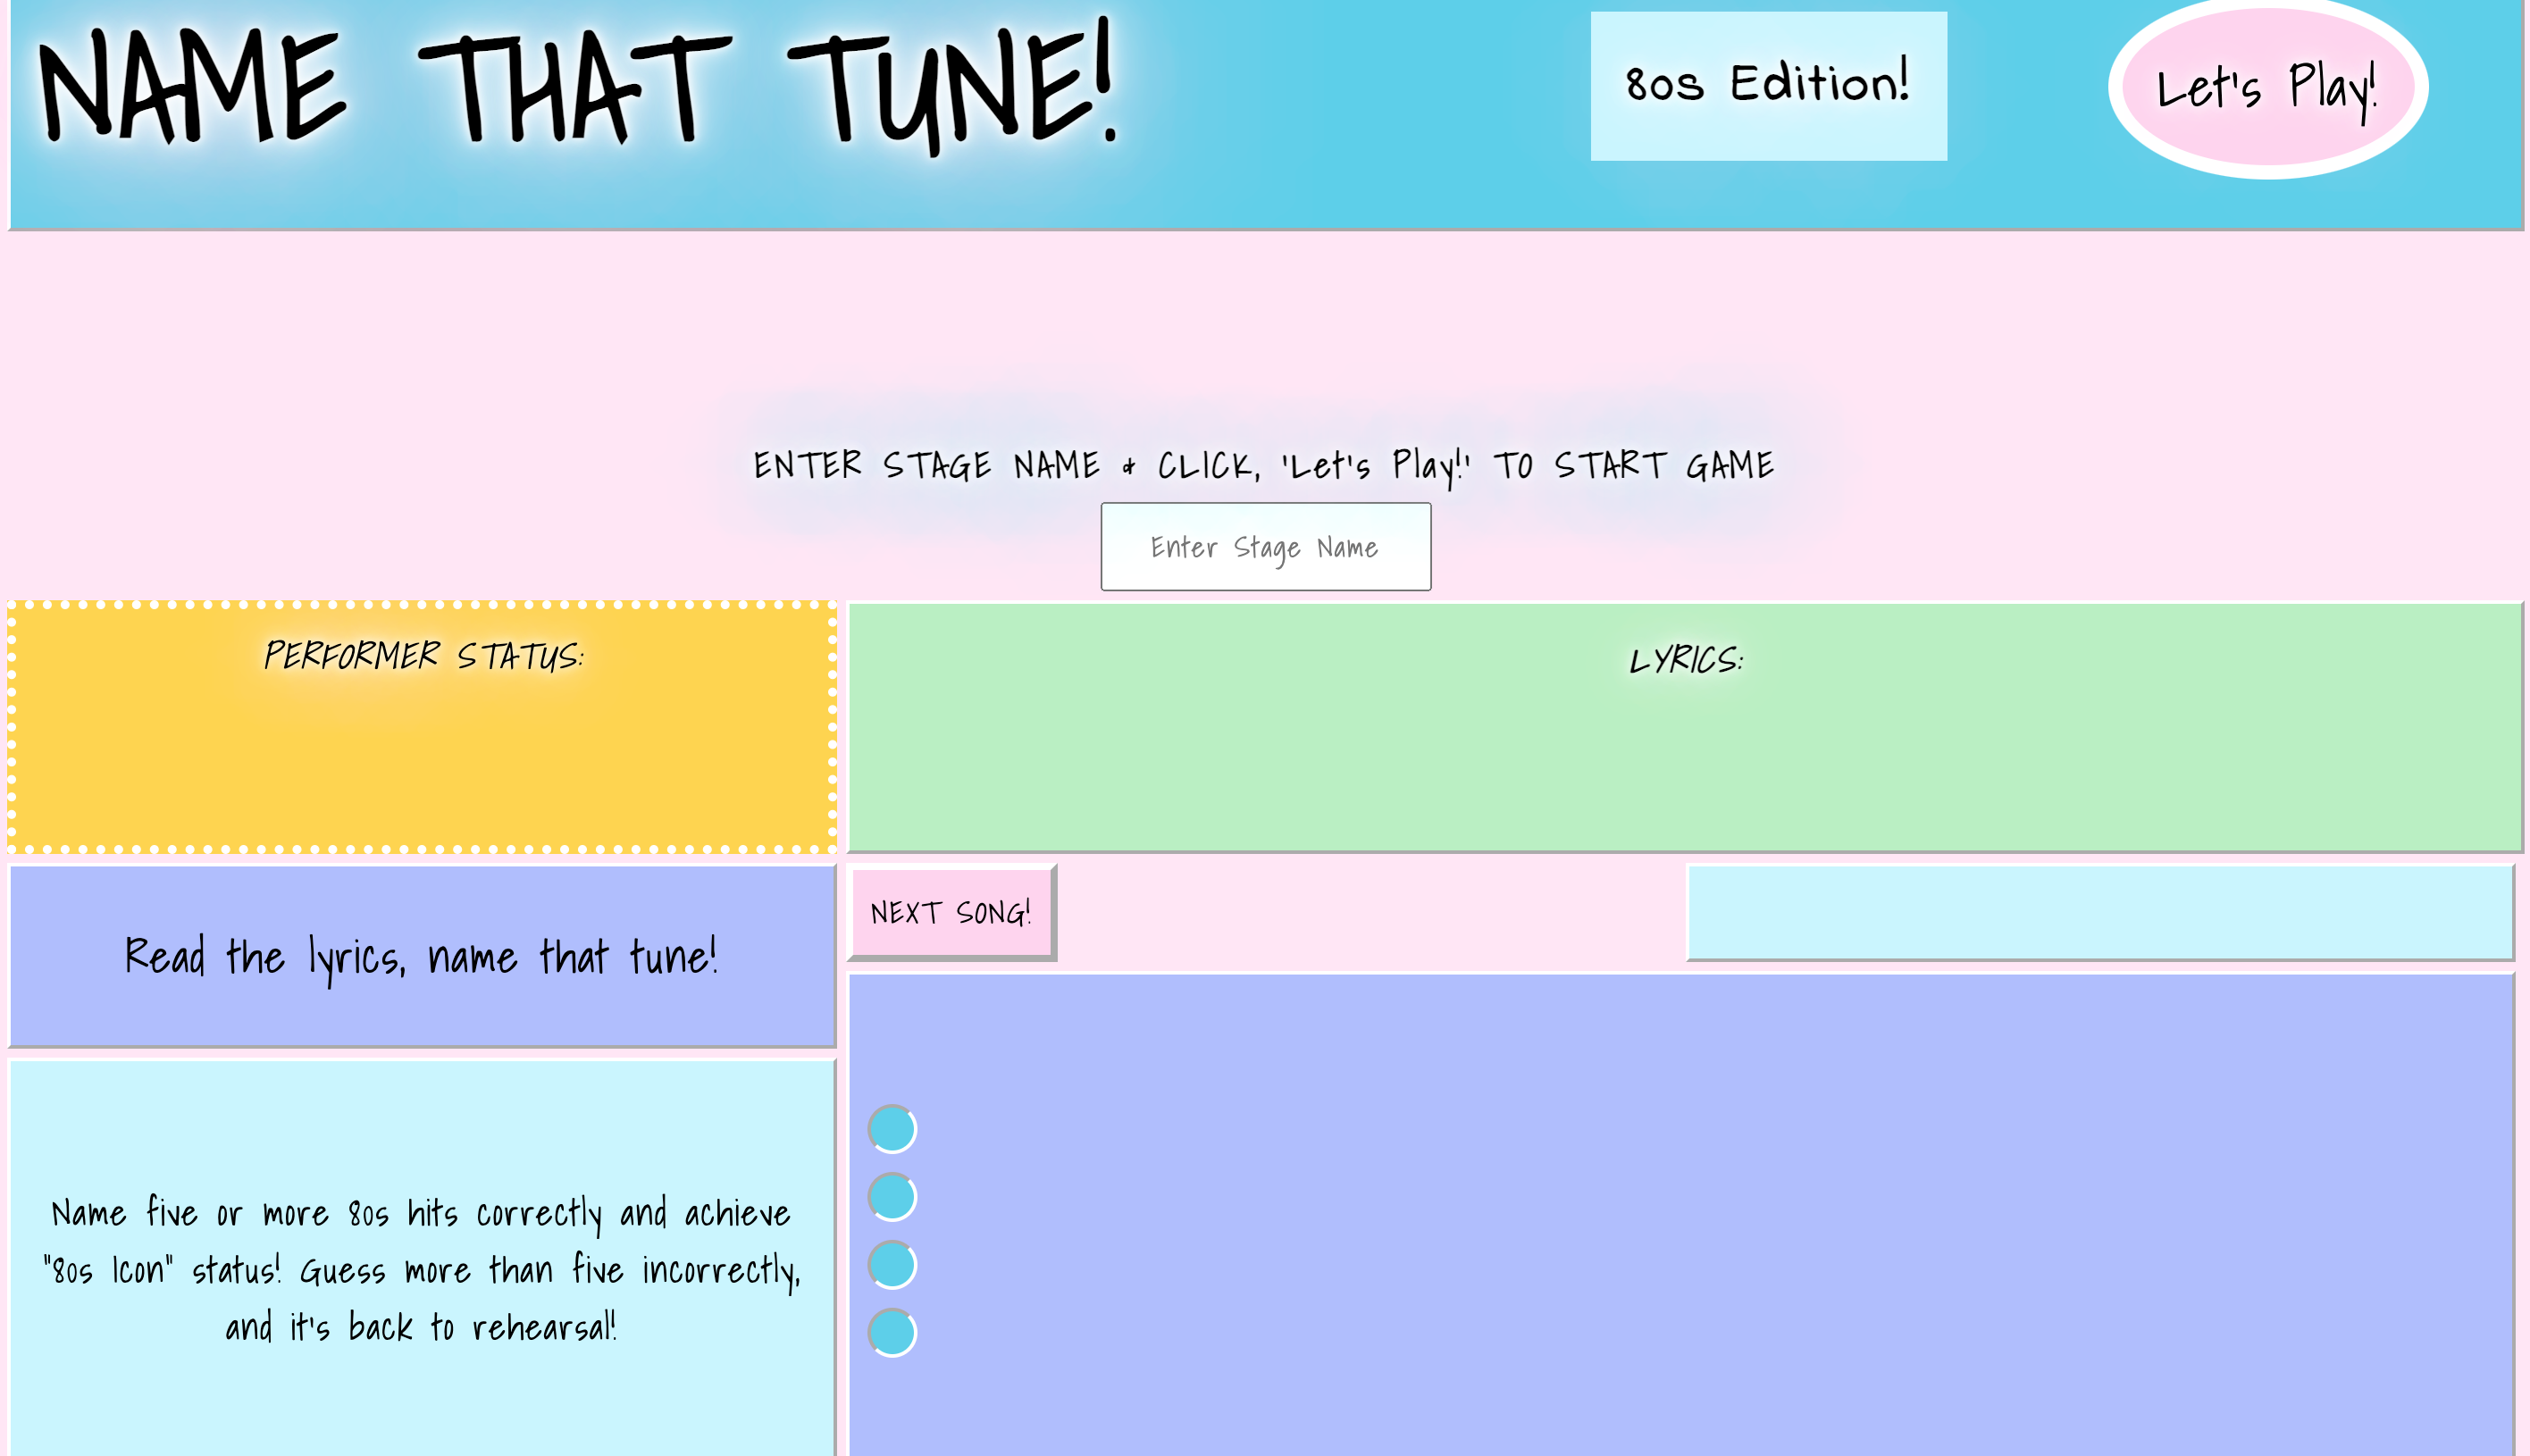 NAME THAT TUNE!
80s Edition!
Let's Play!
ENTER STAGE NAME & CLICK, 'Let's Play!' TO START GAME
Enter Stage Name
PERFORMER STATUS:
LYRICS:
Read the lyrics, name that tune!
NEXT SONG!
Name five or more 80s hits correctly and achieve
"80s Icon" status! Guess more than five incorrectly,
and it's back to rehearsal!